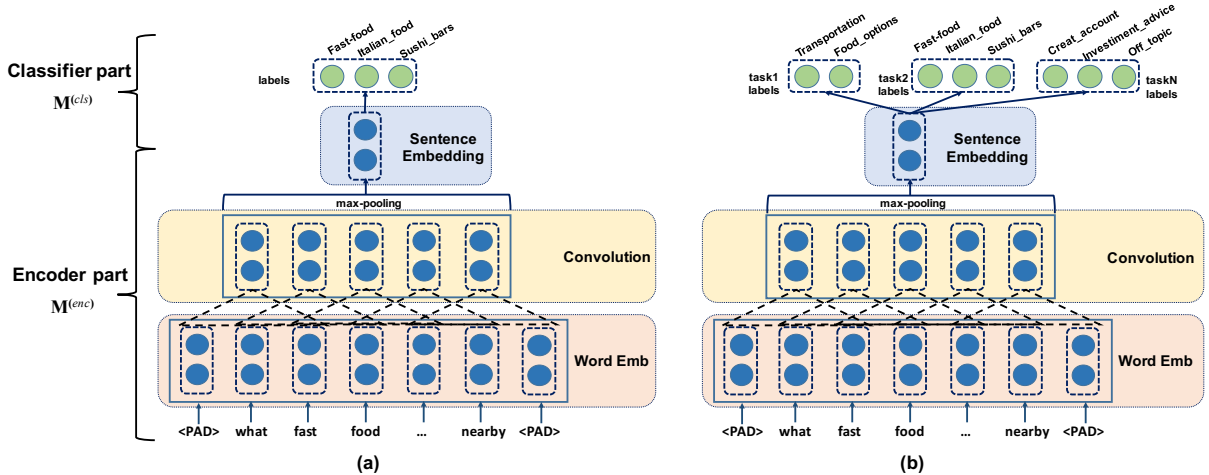 Classifier part
M(cls)
Encoder part
M(enc)
Fast-food
Italian_food
Sushi_bars
labels
Sentence
Embedding
max-pooling
Convolution
Word Emb
<PAD> what fast food ... nearby <PAD>
(a)
Transportation
Food_options
Fast-food
Italian_food
Sushi_bars
Creat_account
Investiment_advice
Off_topic
task1
labels
task2
labels
taskN
labels
Sentence
Embedding
max-pooling
Convolution
Word Emb
<PAD> what fast food ... nearby <PAD>
(b)